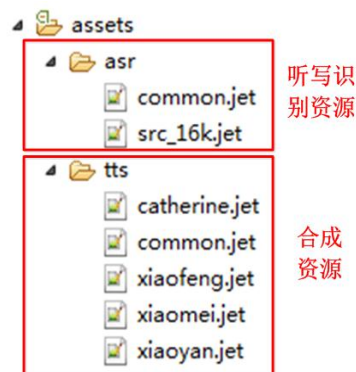 assets
asr
common.jet
src_16k.jet
听写识
别资源
tts
catherine.jet
common.jet
xiaofeng.jet
xiaomei.jet
xiaoyan.jet
合成
资源